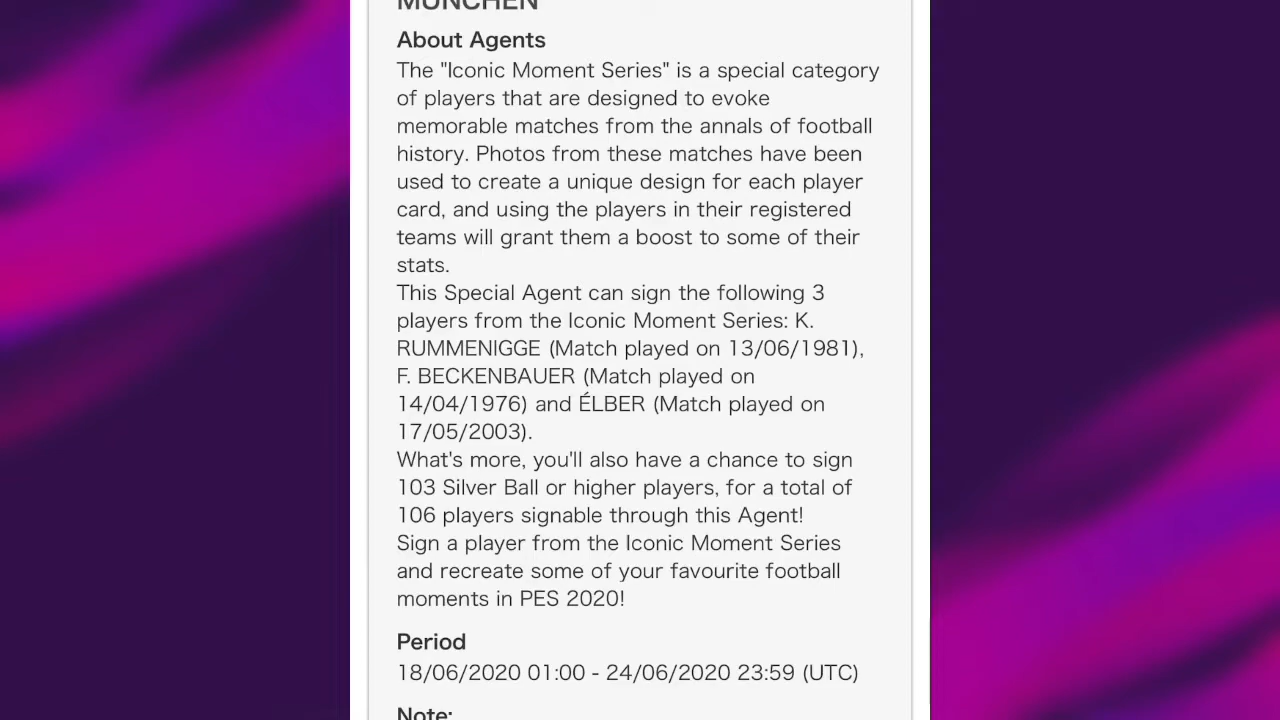 MÜNCHEN
About Agents
The "Iconic Moment Series" is a special category
of players that are designed to evoke
memorable matches from the annals of football
history. Photos from these matches have been
used to create a unique design for each player
card, and using the players in their registered
teams will grant them a boost to some of their
stats.
This Special Agent can sign the following 3
players from the Iconic Moment Series: K.
RUMMENIGGE (Match played on 13/06/1981),
F. BECKENBAUER (Match played on
14/04/1976) and ÉLBER (Match played on
17/05/2003).
What's more, you'll also have a chance to sign
103 Silver Ball or higher players, for a total of
106 players signable through this Agent!
Sign a player from the Iconic Moment Series
and recreate some of your favourite football
moments in PES 2020!
Period
18/06/2020 01:00 - 24/06/2020 23:59 (UTC)
Note: